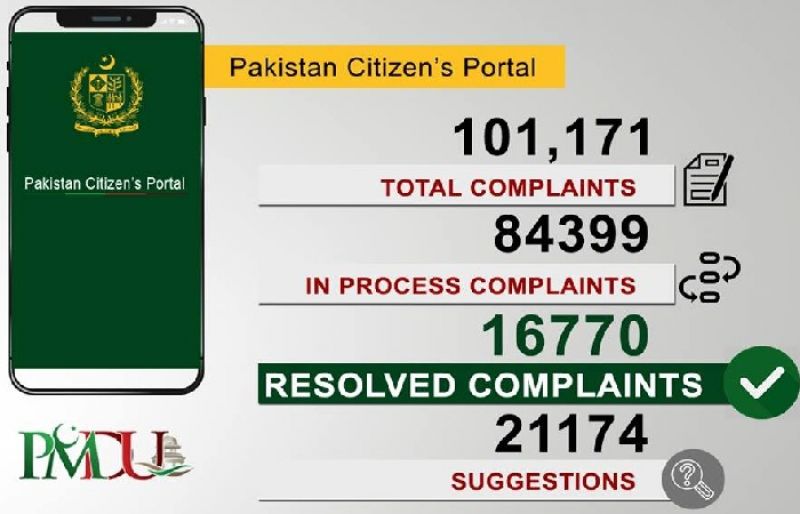 Pakistan Citizen's Portal
Pakistan Citizen's Portal
101,171
TOTAL COMPLAINTS
84399
IN PROCESS COMPLAINTS
16770
RESOLVED COMPLAINTS
21174
SUGGESTIONS
PMDU